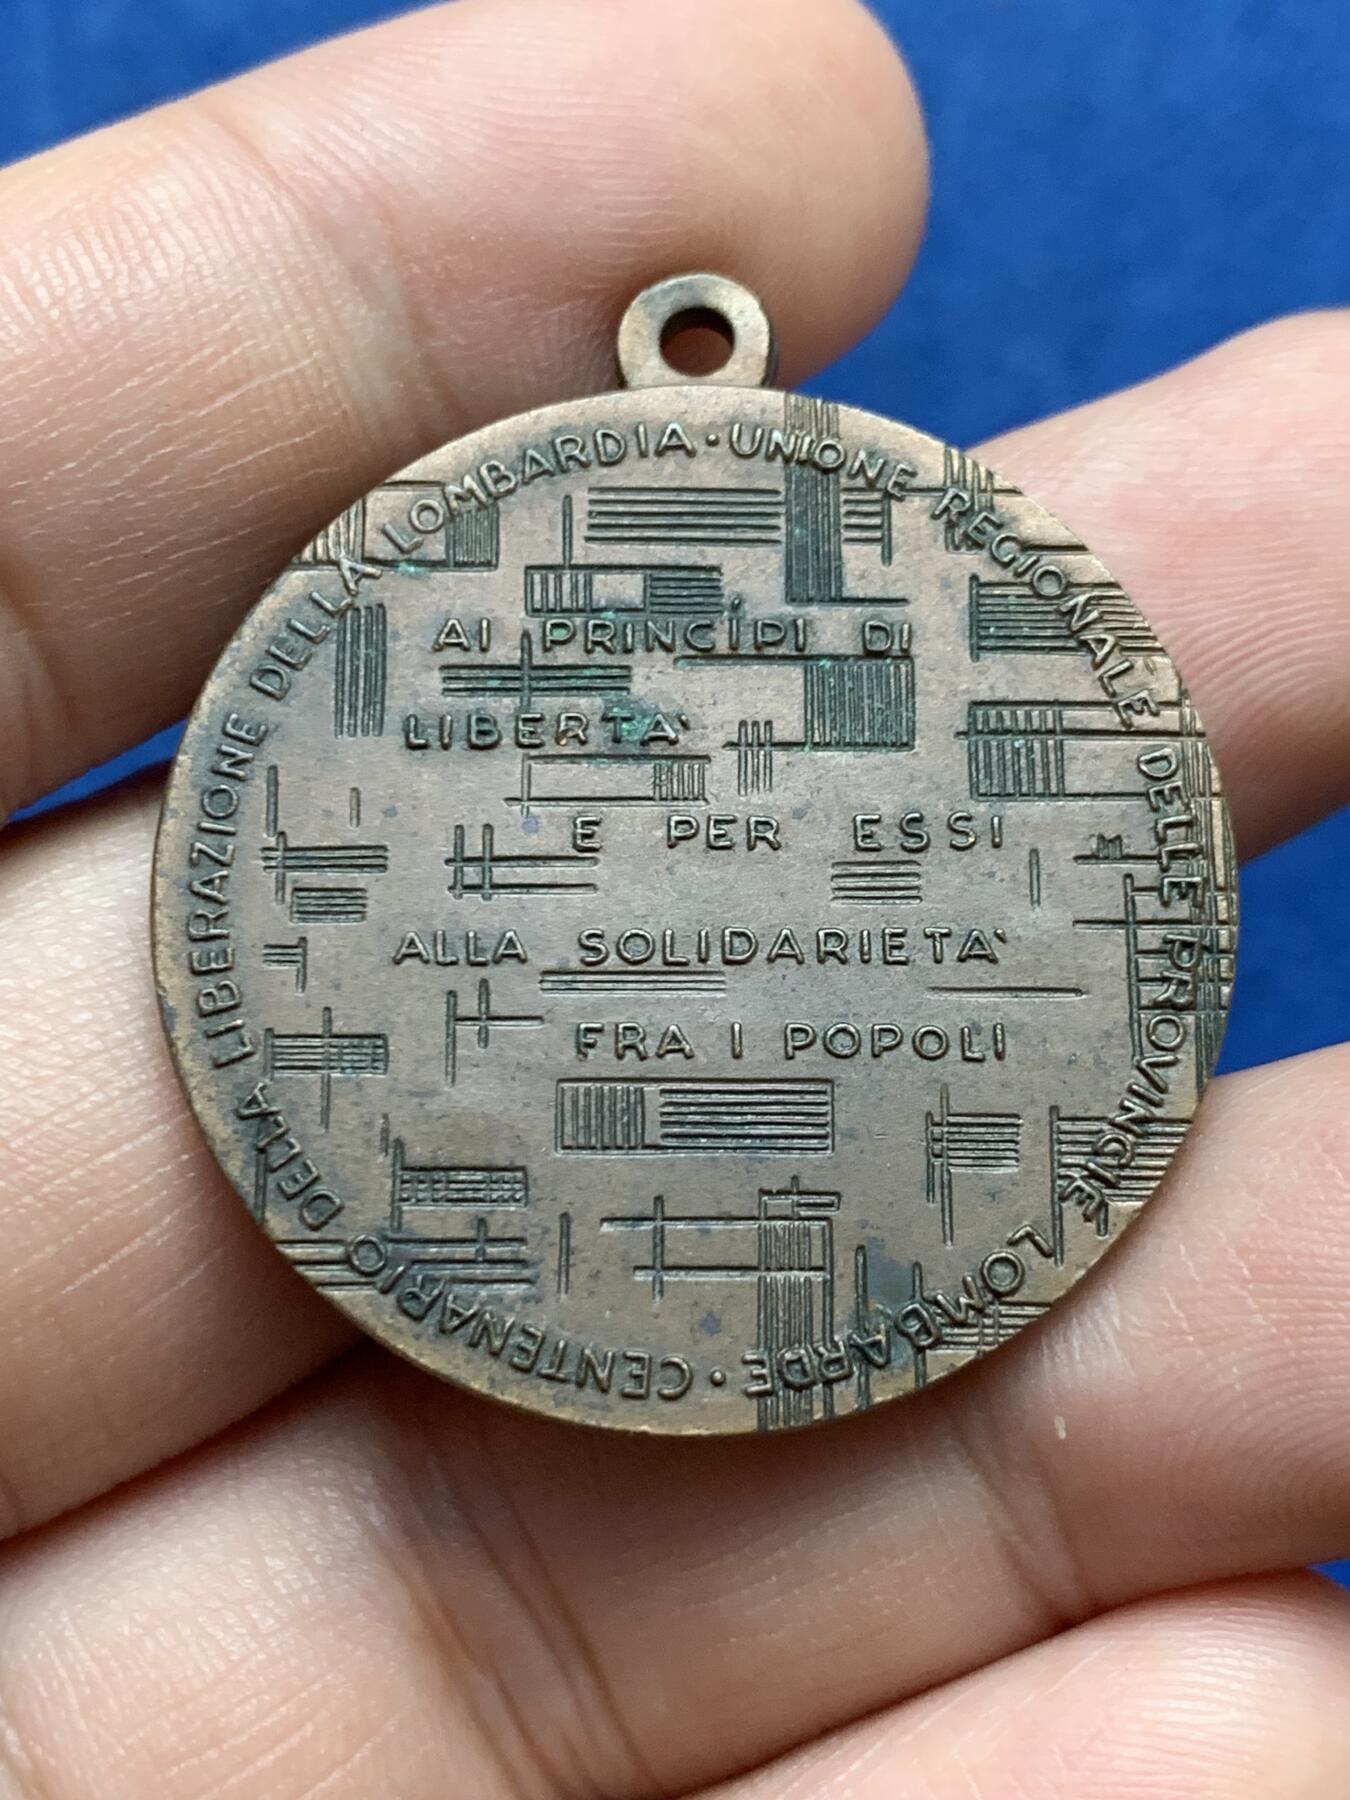 CENTENARIO DELLA LIBERAZIONE DELLA LOMBARDIA · UNIONE REGIONALE DELLE PROVINCIE LOMBARDE ·
AI PRINCIPI DI
LIBERTA'
E PER ESSI
ALLA SOLIDARIETA'
FRA I POPOLI